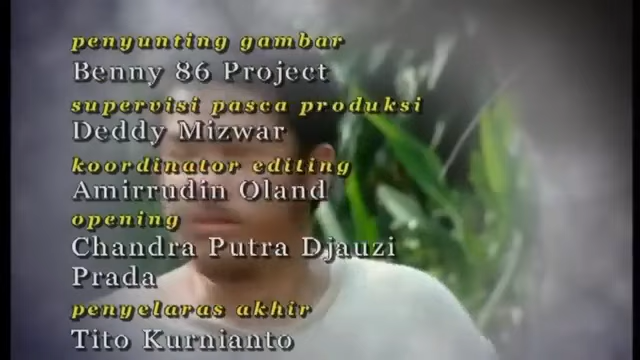 penyunting gambar
Benny 86 Project
supervisi pasca produksi
Deddy Mizwar
koordinator editing
Amirrudin Oland
opening
Chandra Putra Djauzi
Prada
penyelaras akhir
Tito Kurnianto